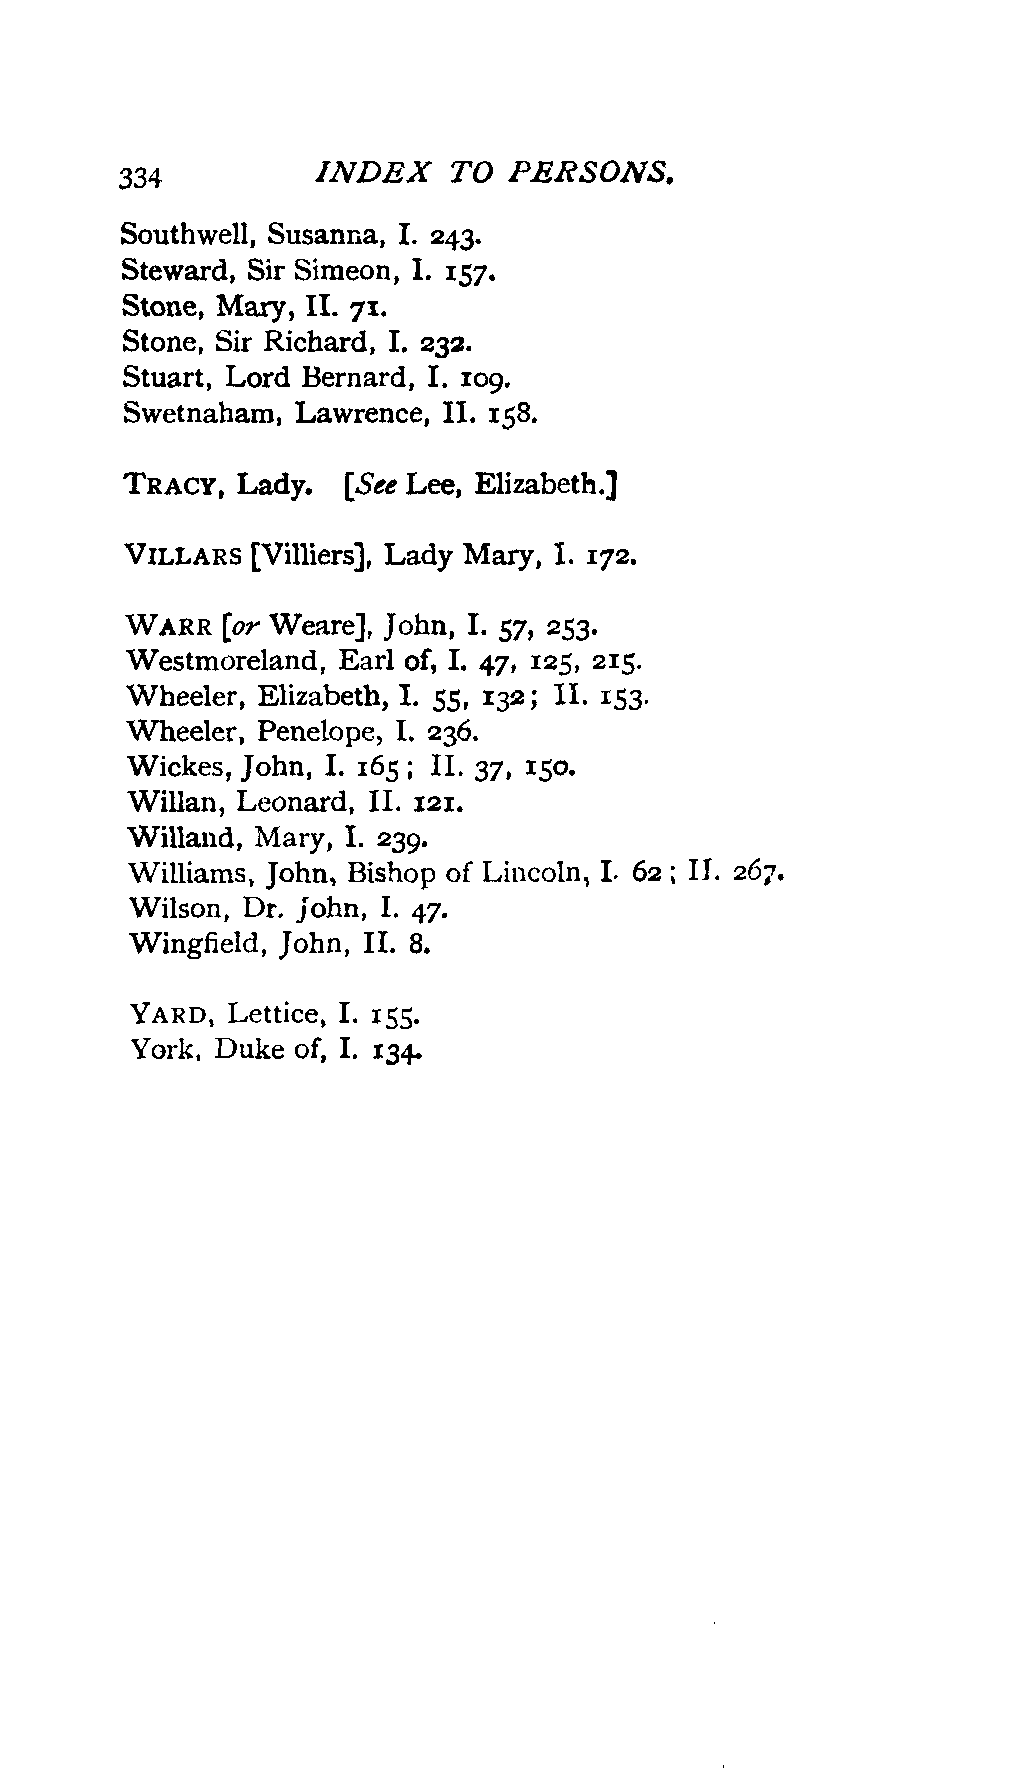 334 INDEX TO PERSONS.
Southwell, Susanna, I. 243.
Steward, Sir Simeon, I. 157.
Stone, Mary, II. 71.
Stone, Sir Richard, I. 232.
Stuart, Lord Bernard, I. 109.
Swetnaham, Lawrence, II. 158.
TRACY, Lady. [See Lee, Elizabeth.]
VILLARS [Villiers], Lady Mary, I. 172.
WARR [or Weare], John, I. 57, 253.
Westmoreland, Earl of, I. 47, 125, 215.
Wheeler, Elizabeth, I. 55, 132; II. 153.
Wheeler, Penelope, I. 236.
Wickes, John, I. 165; II. 37, 150.
Willan, Leonard, II. 121.
Willand, Mary, I. 239.
Williams, John, Bishop of Lincoln, I. 62; II. 267.
Wilson, Dr. John, I. 47.
Wingfield, John, II. 8.
YARD, Lettice, I. 155.
York, Duke of, I. 134.